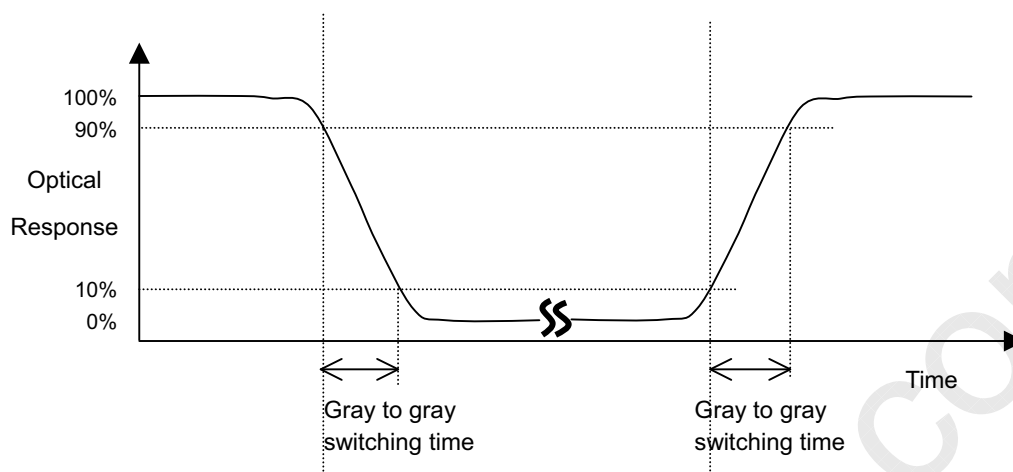 100%
90%
Optical
Response
10%
0%
Time
Gray to gray
switching time
Gray to gray
switching time